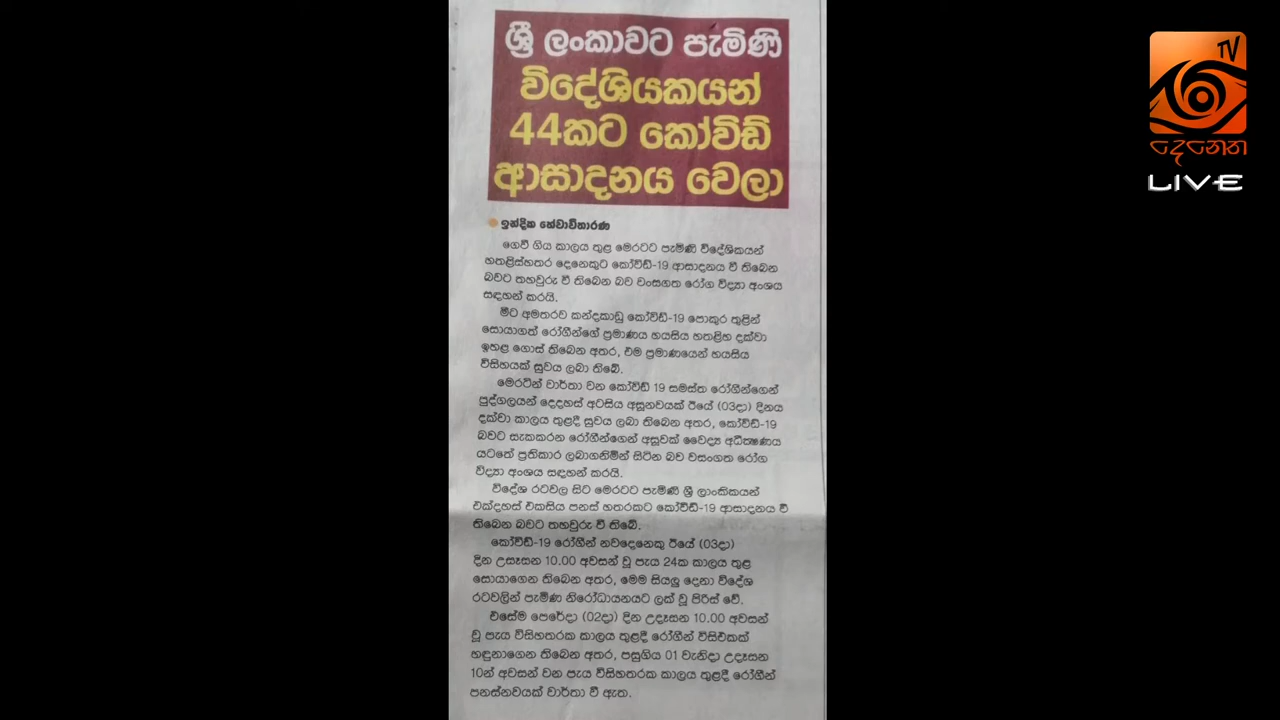 ශ්‍රී ලංකාවට පැමිණි
විදේශියකයන්
44කට කෝවිඩ්
ආසාදනය වෙලා
ඉන්දික හේවාවිතාරණ
ගෙවී ගිය කාලය තුළ මෙරටට පැමිණි විදේශිකයන්
හතළිස්හතර දෙනෙකුට කෝවිඩ්-19 ආසාදනය වී තිබෙන
බවට තහවුරු වී තිබෙන බව වංසගත රෝග විද්‍යා අංශය
සඳහන් කරයි.
මීට අමතරව කන්දකාඩු කෝවිඩ්-19 පොකුර තුළින්
සොයාගත් රෝගීන්ගේ ප්‍රමාණය හයසිය හතළිහ දක්වා
ඉහළ ගොස් තිබෙන අතර, එම ප්‍රමාණයෙන් හයසිය
විසිහයක් සුවය ලබා තිබේ.
මෙරටින් වාර්තා වන කෝවිඩ් 19 සමස්ත රෝගීන්ගෙන්
පුද්ගලයන් දෙදහස් අටසිය අසූනවයක් ඊයේ (03දා) දිනය
දක්වා කාලය තුළදී සුවය ලබා තිබෙන අතර, කෝවිඩ්-19
බවට සැකකරන රෝගීන්ගෙන් අසූවක් වෛද්‍ය අධීක්ෂණය
යටතේ ප්‍රතිකාර ලබාගනිමින් සිටින බව වසංගත රෝග
විද්‍යා අංශය සඳහන් කරයි.
විදේශ රටවල සිට මෙරටට පැමිණි ශ්‍රී ලාංකිකයන්
එක්දහස් එකසිය පනස් හතරකට කෝවිඩ්-19 ආසාදනය වී
තිබෙන බවට තහවුරු වී තිබේ.
කෝවිඩ්-19 රෝගීන් නවදෙනෙකු ඊයේ (03දා)
දින උසෑසන 10.00 අවසන් වූ පැය 24ක කාලය තුළ
සොයාගෙන තිබෙන අතර, මෙම සියලු දෙනා විදේශ
රටවලින් පැමිණ නිරෝධායනයට ලක් වූ පිරිස් වේ.
එසේම පෙරේදා (02දා) දින උදෑසන 10.00 අවසන්
වූ පැය විසිහතරක කාලය තුළදී රෝගීන් විසිඑකක්
හඳුනාගෙන තිබෙන අතර, පසුගිය 01 වැනිදා උදෑසන
10න් අවසන් වන පැය විසිහතරක කාලය තුළදී රෝගීන්
පනස්නවයක් වාර්තා වී ඇත.
TV
දෙනෙත
LIVE